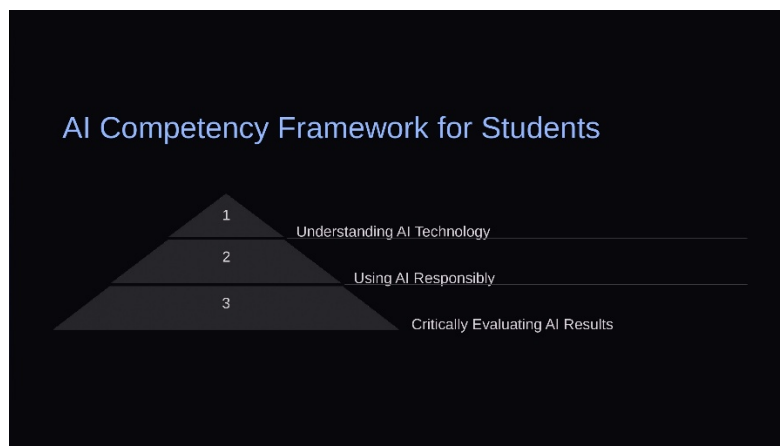 AI Competency Framework for Students
1
Understanding AI Technology
2
Using AI Responsibly
3
Critically Evaluating AI Results